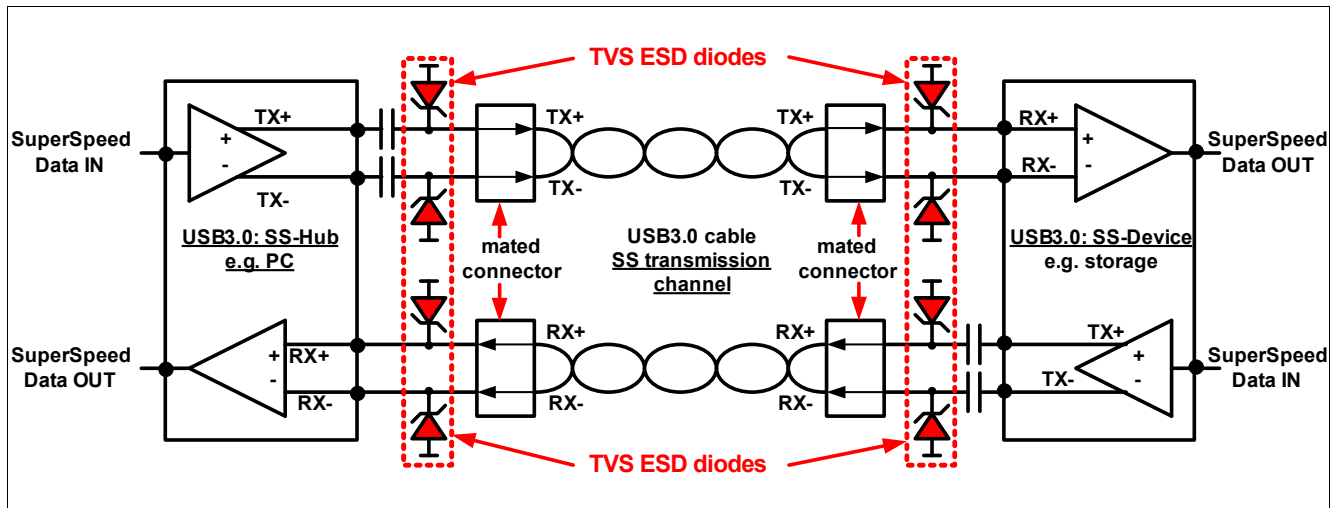 TVS ESD diodes
TX+
TX+
TX+
RX+
SuperSpeed
Data IN
+
-
+
-
SuperSpeed
Data OUT
TX-
TX-
TX-
RX-
USB3.0: SS-Hub
e.g. PC
mated
connector
USB3.0 cable
SS transmission
channel
mated
connector
USB3.0: SS-Device
e.g. storage
SuperSpeed
Data OUT
RX+
+
-
RX-
RX+
RX-
RX+
RX-
TX+
+
-
TX-
SuperSpeed
Data IN
TVS ESD diodes